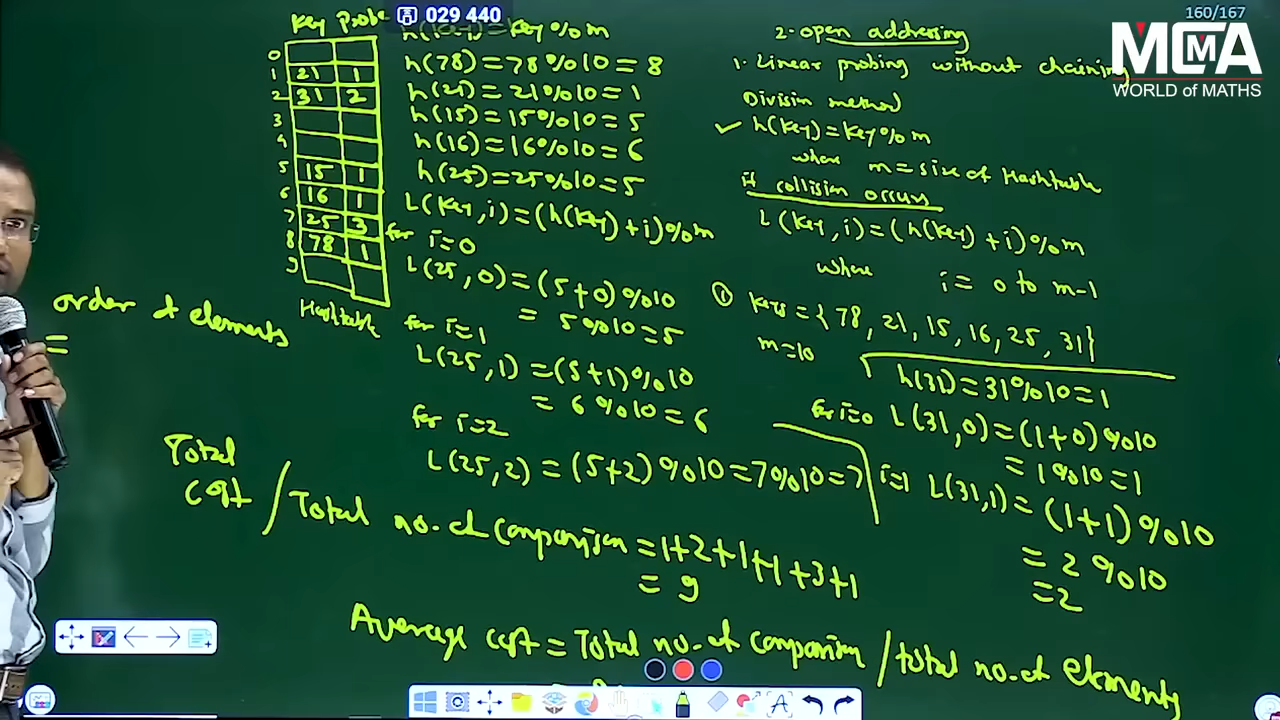 160/167
029 440
MCMA
WORLD of MATHS
Key Probe
0
1 21 1
2 31 2
3
4
5 15 1
6 16 1
7 25 3
8 78 1
9
Hashtable
order of elements
=
h(key)=key%m
h(78)=78%10=8
h(21)=21%10=1
h(15)=15%10=5
h(16)=16%10=6
h(25)=25%10=5
L(key,i)=(h(key)+i)%m
for i=0
L(25,0)=(5+0)%10
=5%10=5
for i=1
L(25,1)=(5+1)%10
=6%10=6
for i=2
L(25,2)=(5+2)%10=7%10=7
2. open addressing
1. Linear probing without chaining
Division method
✓ h(key)=key%m
where m=size of Hashtable
if collision occurs
L(key,i)=(h(key)+i)%m
where i=0 to m-1
① keys={78, 21, 15, 16, 25, 31}
m=10
h(31)=31%10=1
for i=0 L(31,0)=(1+0)%10
=1%10=1
i=1 L(31,1)=(1+1)%10
=2%10
=2
Total cost / Total no. of comparison=1+2+1+1+3+1
=9
Average cost=Total no. of comparison / total no. of elements